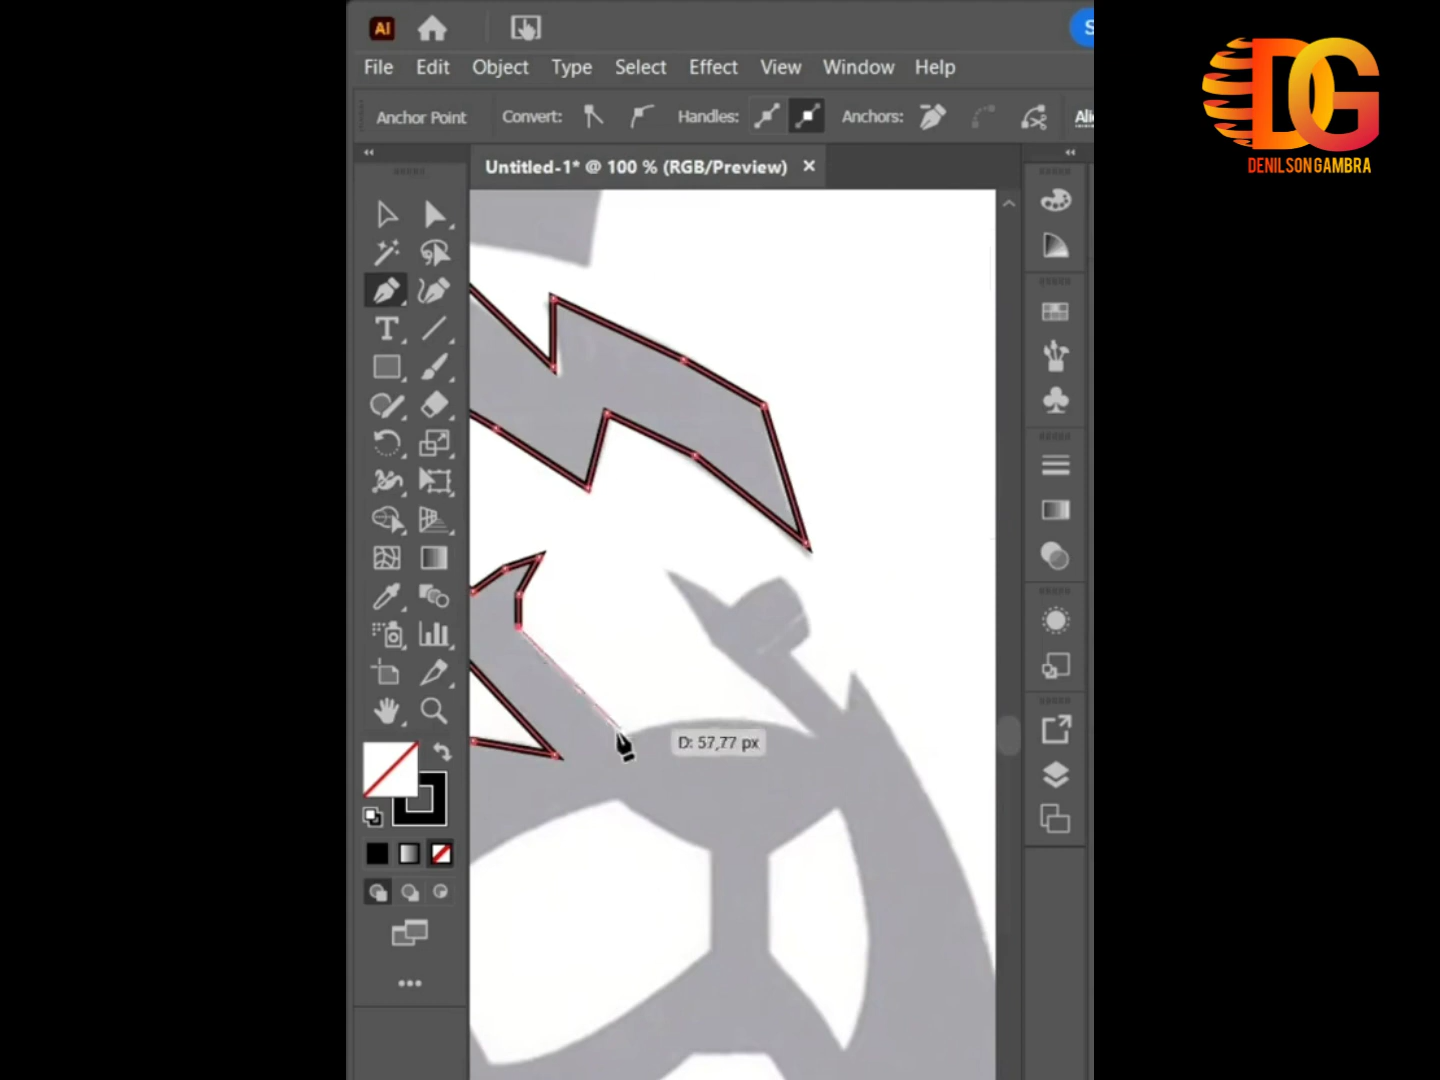 Ai
S
File Edit Object Type Select Effect View Window Help
Anchor Point Convert: Handles: Anchors: Ali
Untitled-1* @ 100 % (RGB/Preview) ×
T
D: 57,77 px
DG
DENILSON GAMBRA